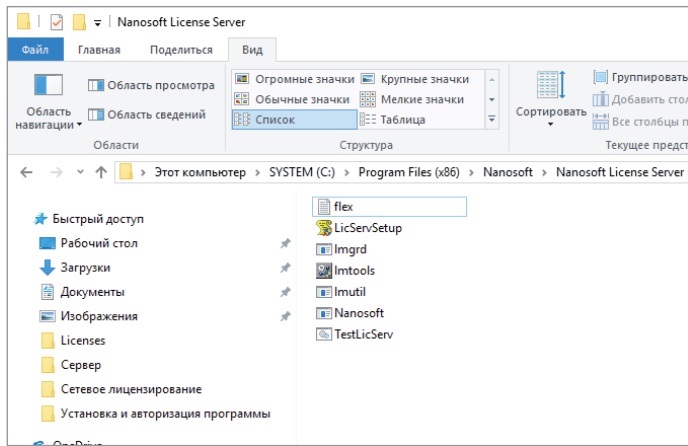 Nanosoft License Server
Файл Главная Поделиться Вид
Область навигации
Область просмотра
Область сведений
Области
Огромные значки Крупные значки
Обычные значки Мелкие значки
Список Таблица
Структура
Сортировать
Группировать
Добавить стол
Все столбцы п
Текущее предст
Этот компьютер > SYSTEM (C:) > Program Files (x86) > Nanosoft > Nanosoft License Server
Быстрый доступ
Рабочий стол
Загрузки
Документы
Изображения
Licenses
Сервер
Сетевое лицензирование
Установка и авторизация программы
OneDrive
flex
LicServSetup
lmgrd
lmtools
lmutil
Nanosoft
TestLicServ